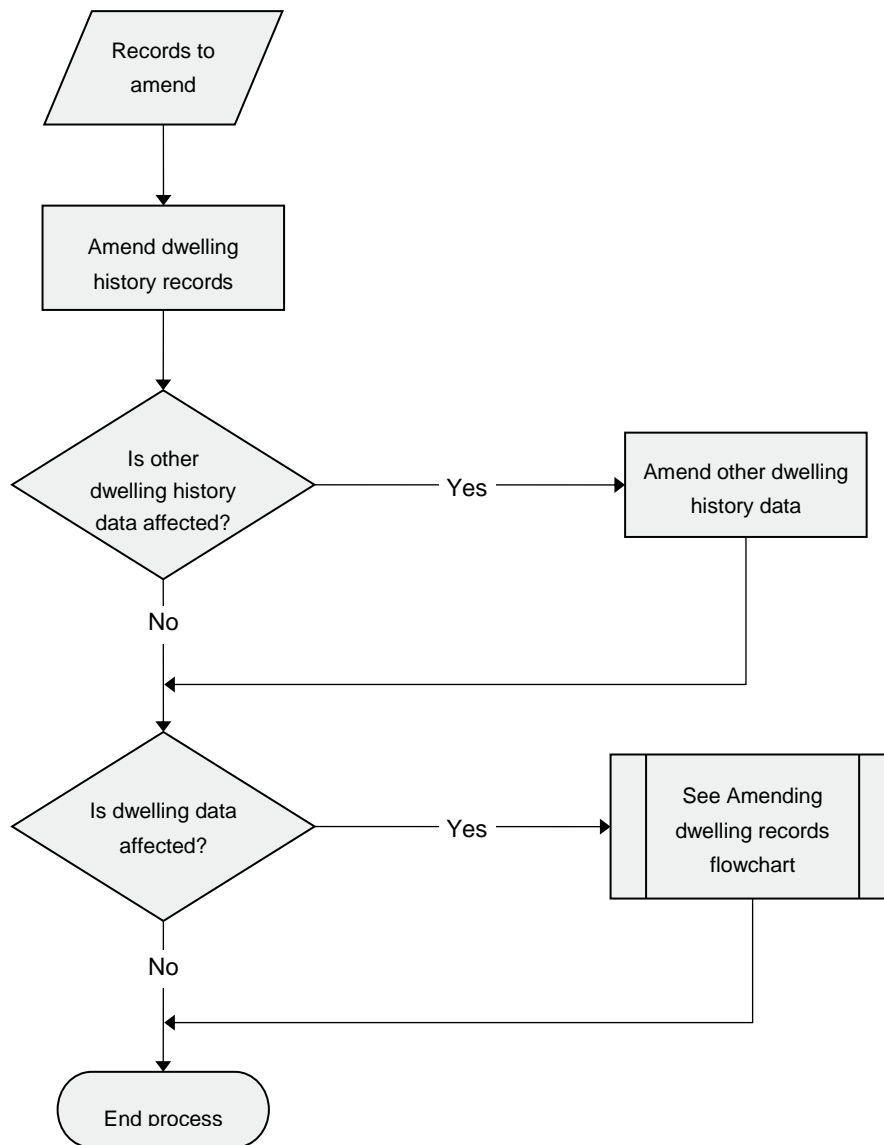 Records to
amend
Amend dwelling
history records
Is other
dwelling history
data affected?
Yes
Amend other dwelling
history data
No
Is dwelling data
affected?
Yes
See Amending
dwelling records
flowchart
No
End process